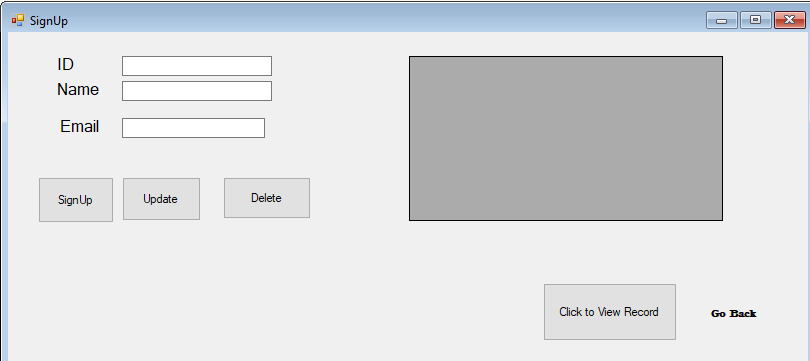 SignUp
ID
Name
Email
SignUp
Update
Delete
Click to View Record
Go Back